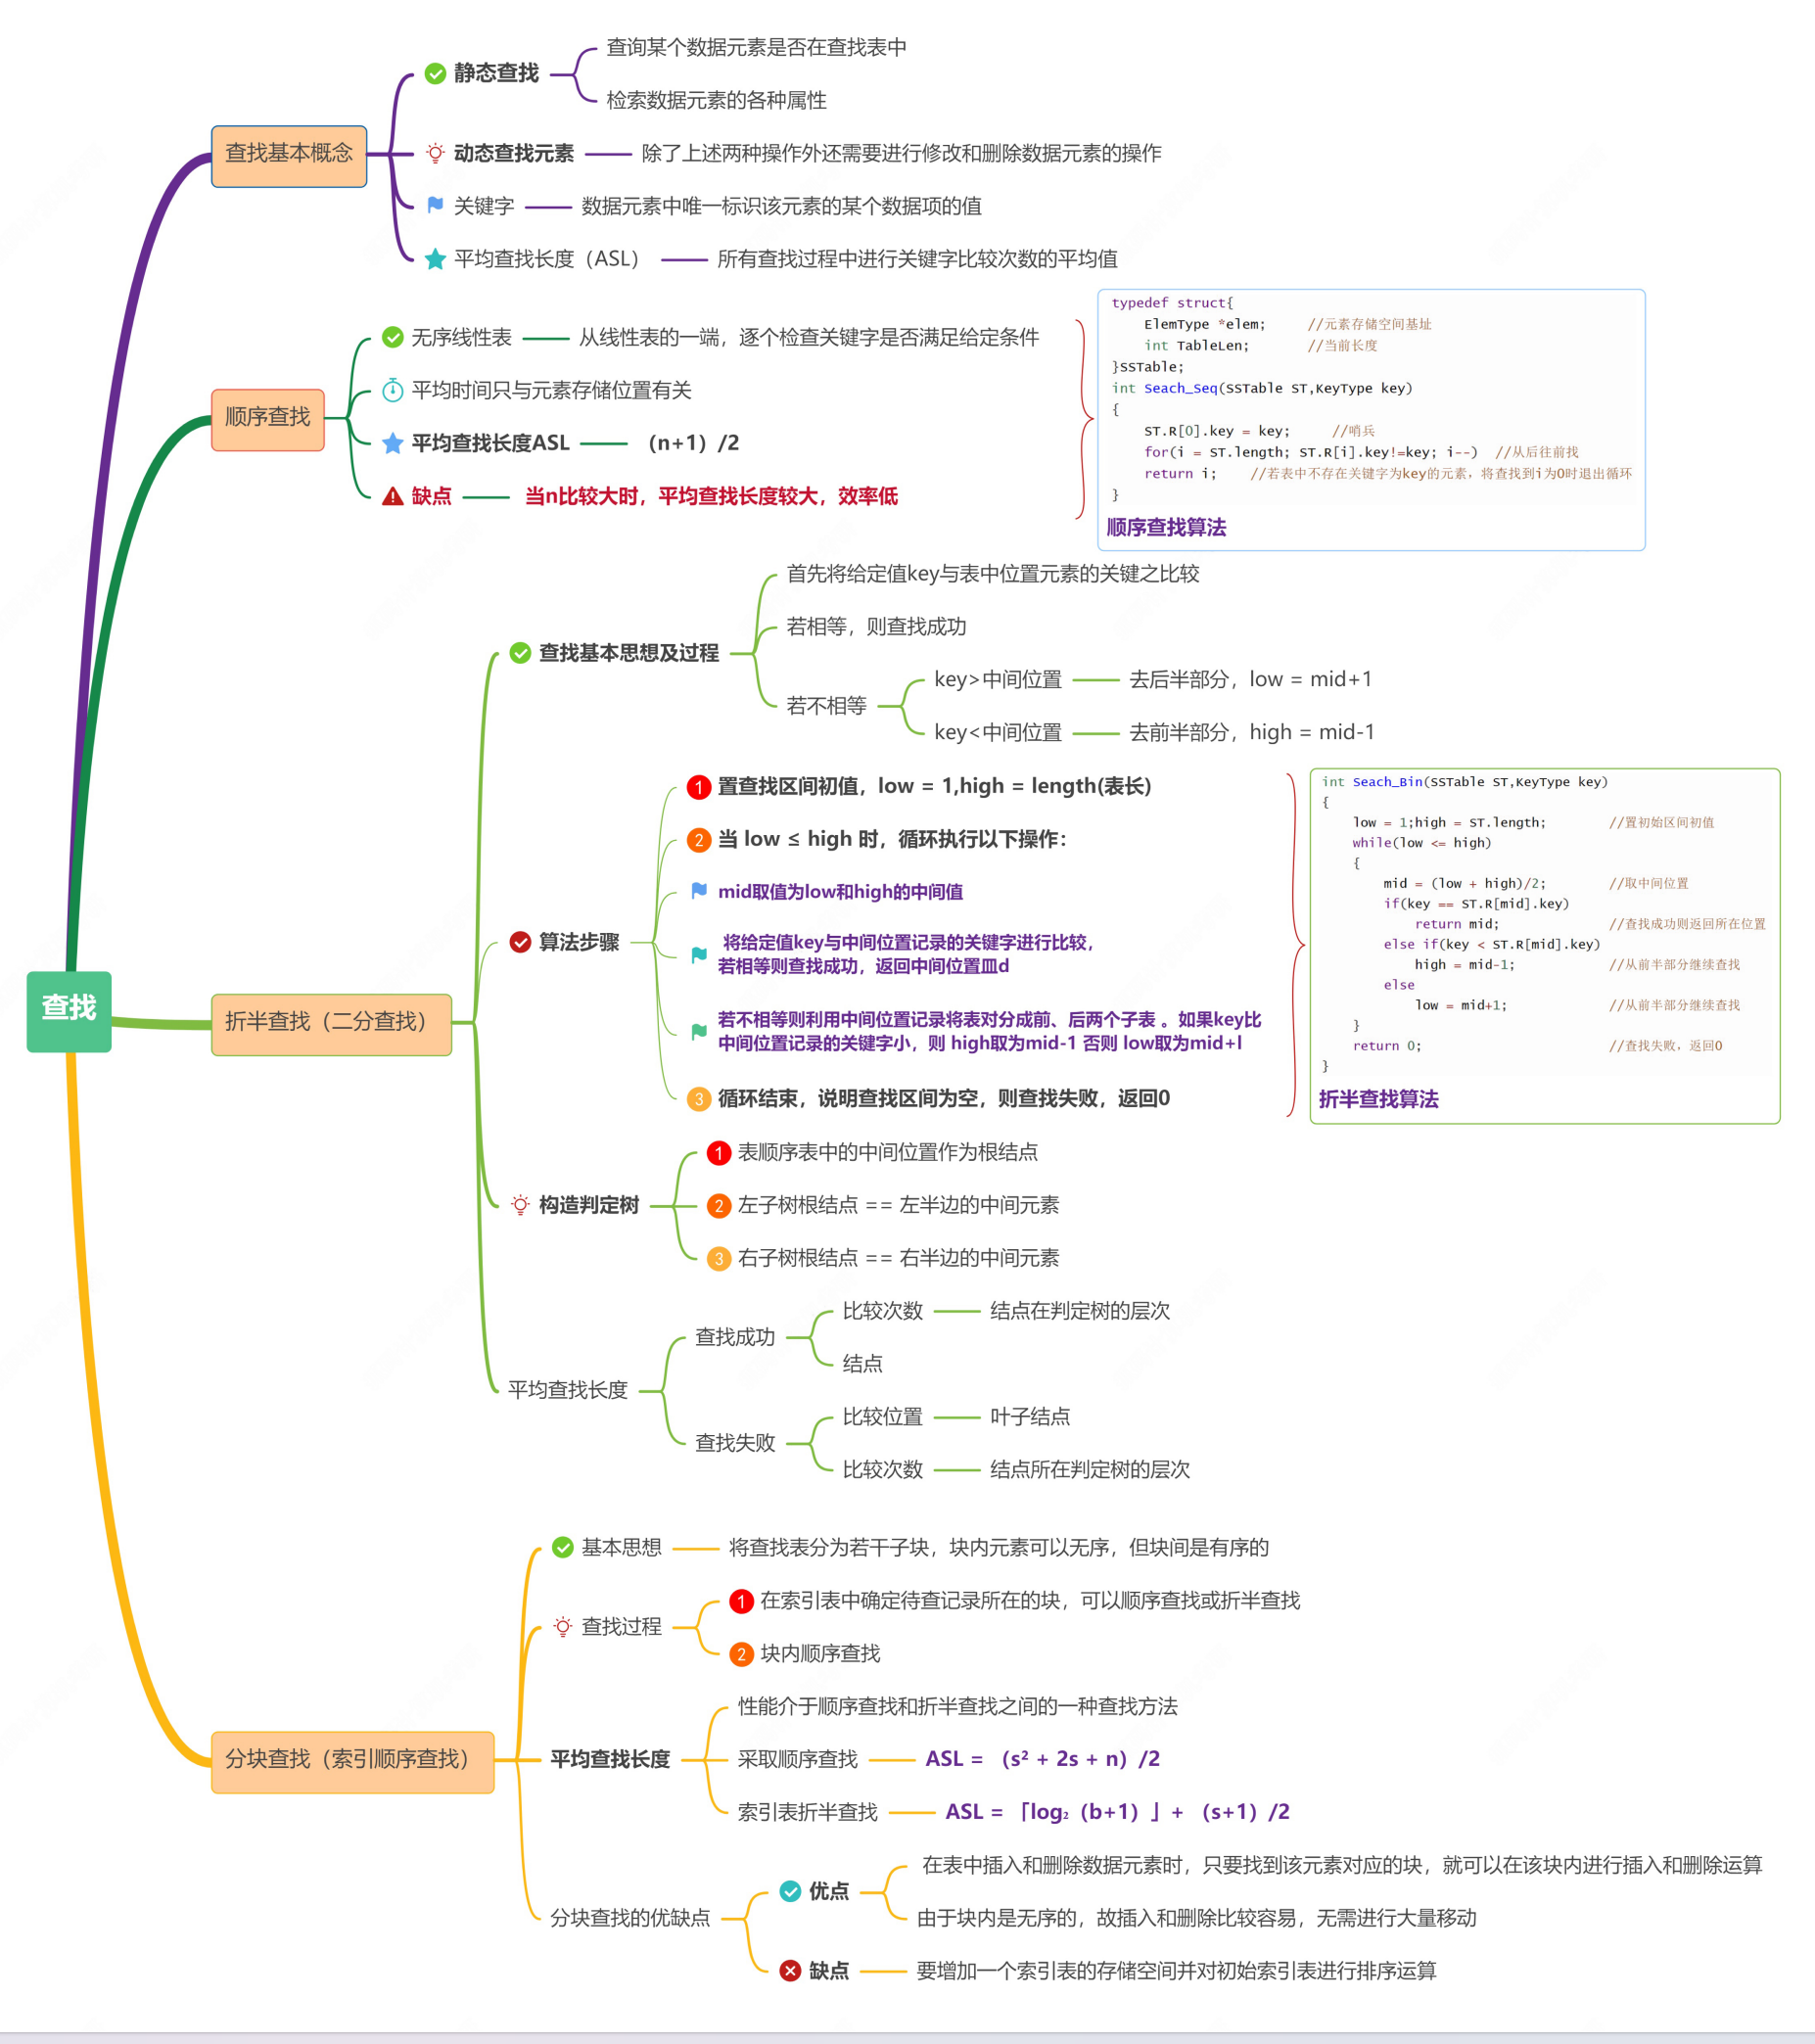 查找
查找基本概念
静态查找
查询某个数据元素是否在查找表中
检索数据元素的各种属性
动态查找元素
除了上述两种操作外还需要进行修改和删除数据元素的操作
关键字
数据元素中唯一标识该元素的某个数据项的值
平均查找长度（ASL）
所有查找过程中进行关键字比较次数的平均值
顺序查找
无序线性表
从线性表的一端，逐个检查关键字是否满足给定条件
平均时间只与元素存储位置有关
平均查找长度ASL
（n+1）/2
缺点
当n比较大时，平均查找长度较大，效率低
typedef struct{
ElemType *elem; //元素存储空间基址
int TableLen; //当前长度
}SSTable;
int Seach_Seq(SSTable ST,KeyType key)
{
ST.R[0].key = key; //哨兵
for(i = ST.length; ST.R[i].key!=key; i--) //从后往前找
return i; //若表中不存在关键字为key的元素，将查找到i为0时退出循环
}
顺序查找算法
折半查找（二分查找）
查找基本思想及过程
首先将给定值key与表中位置元素的关键之比较
若相等，则查找成功
若不相等
key>中间位置
去后半部分，low = mid+1
key<中间位置
去前半部分，high = mid-1
算法步骤
1 置查找区间初值，low = 1,high = length(表长)
2 当 low ≤ high 时，循环执行以下操作：
mid取值为low和high的中间值
将给定值key与中间位置记录的关键字进行比较，
若相等则查找成功，返回中间位置皿d
若不相等则利用中间位置记录将表对分成前、后两个子表 。如果key比
中间位置记录的关键字小，则 high取为mid-1 否则 low取为mid+l
3 循环结束，说明查找区间为空，则查找失败，返回0
int Seach_Bin(SSTable ST,KeyType key)
{
low = 1;high = ST.length; //置初始区间初值
while(low <= high)
{
mid = (low + high)/2; //取中间位置
if(key == ST.R[mid].key)
return mid; //查找成功则返回所在位置
else if(key < ST.R[mid].key)
high = mid-1; //从前半部分继续查找
else
low = mid+1; //从前半部分继续查找
}
return 0; //查找失败，返回0
}
折半查找算法
构造判定树
1 表顺序表中的中间位置作为根结点
2 左子树根结点 == 左半边的中间元素
3 右子树根结点 == 右半边的中间元素
平均查找长度
查找成功
比较次数
结点在判定树的层次
结点
查找失败
比较位置
叶子结点
比较次数
结点所在判定树的层次
分块查找（索引顺序查找）
基本思想
将查找表分为若干子块，块内元素可以无序，但块间是有序的
查找过程
1 在索引表中确定待查记录所在的块，可以顺序查找或折半查找
2 块内顺序查找
平均查找长度
性能介于顺序查找和折半查找之间的一种查找方法
采取顺序查找
ASL = （s² + 2s + n）/2
索引表折半查找
ASL = ⌈log₂（b+1）⌋ + （s+1）/2
分块查找的优缺点
优点
在表中插入和删除数据元素时，只要找到该元素对应的块，就可以在该块内进行插入和删除运算
由于块内是无序的，故插入和删除比较容易，无需进行大量移动
缺点
要增加一个索引表的存储空间并对初始索引表进行排序运算